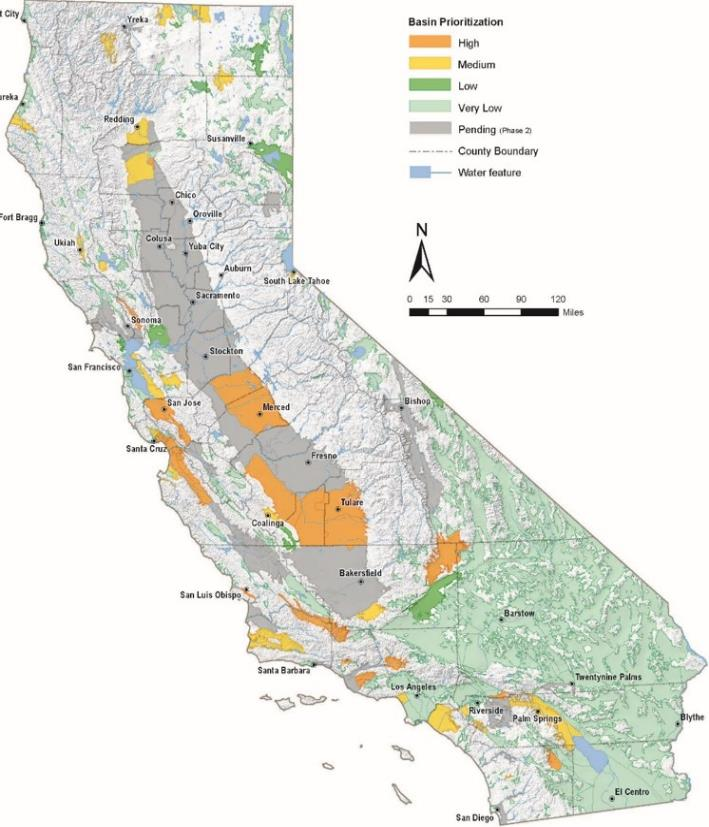 Basin Prioritization
High
Medium
Low
Very Low
Pending (Phase 2)
County Boundary
Water feature
N
0 15 30 60 90 120
Miles
t City
Yreka
ureka
Redding
Susanville
Chico
Fort Bragg
Oroville
Ukiah
Colusa
Yuba City
Auburn
South Lake Tahoe
Sacramento
Sonoma
Stockton
San Francisco
San Jose
Merced
Bishop
Santa Cruz
Fresno
Tulare
Coalinga
Bakersfield
San Luis Obispo
Barstow
Santa Barbara
Twentynine Palms
Los Angeles
Riverside
Palm Springs
Blythe
El Centro
San Diego